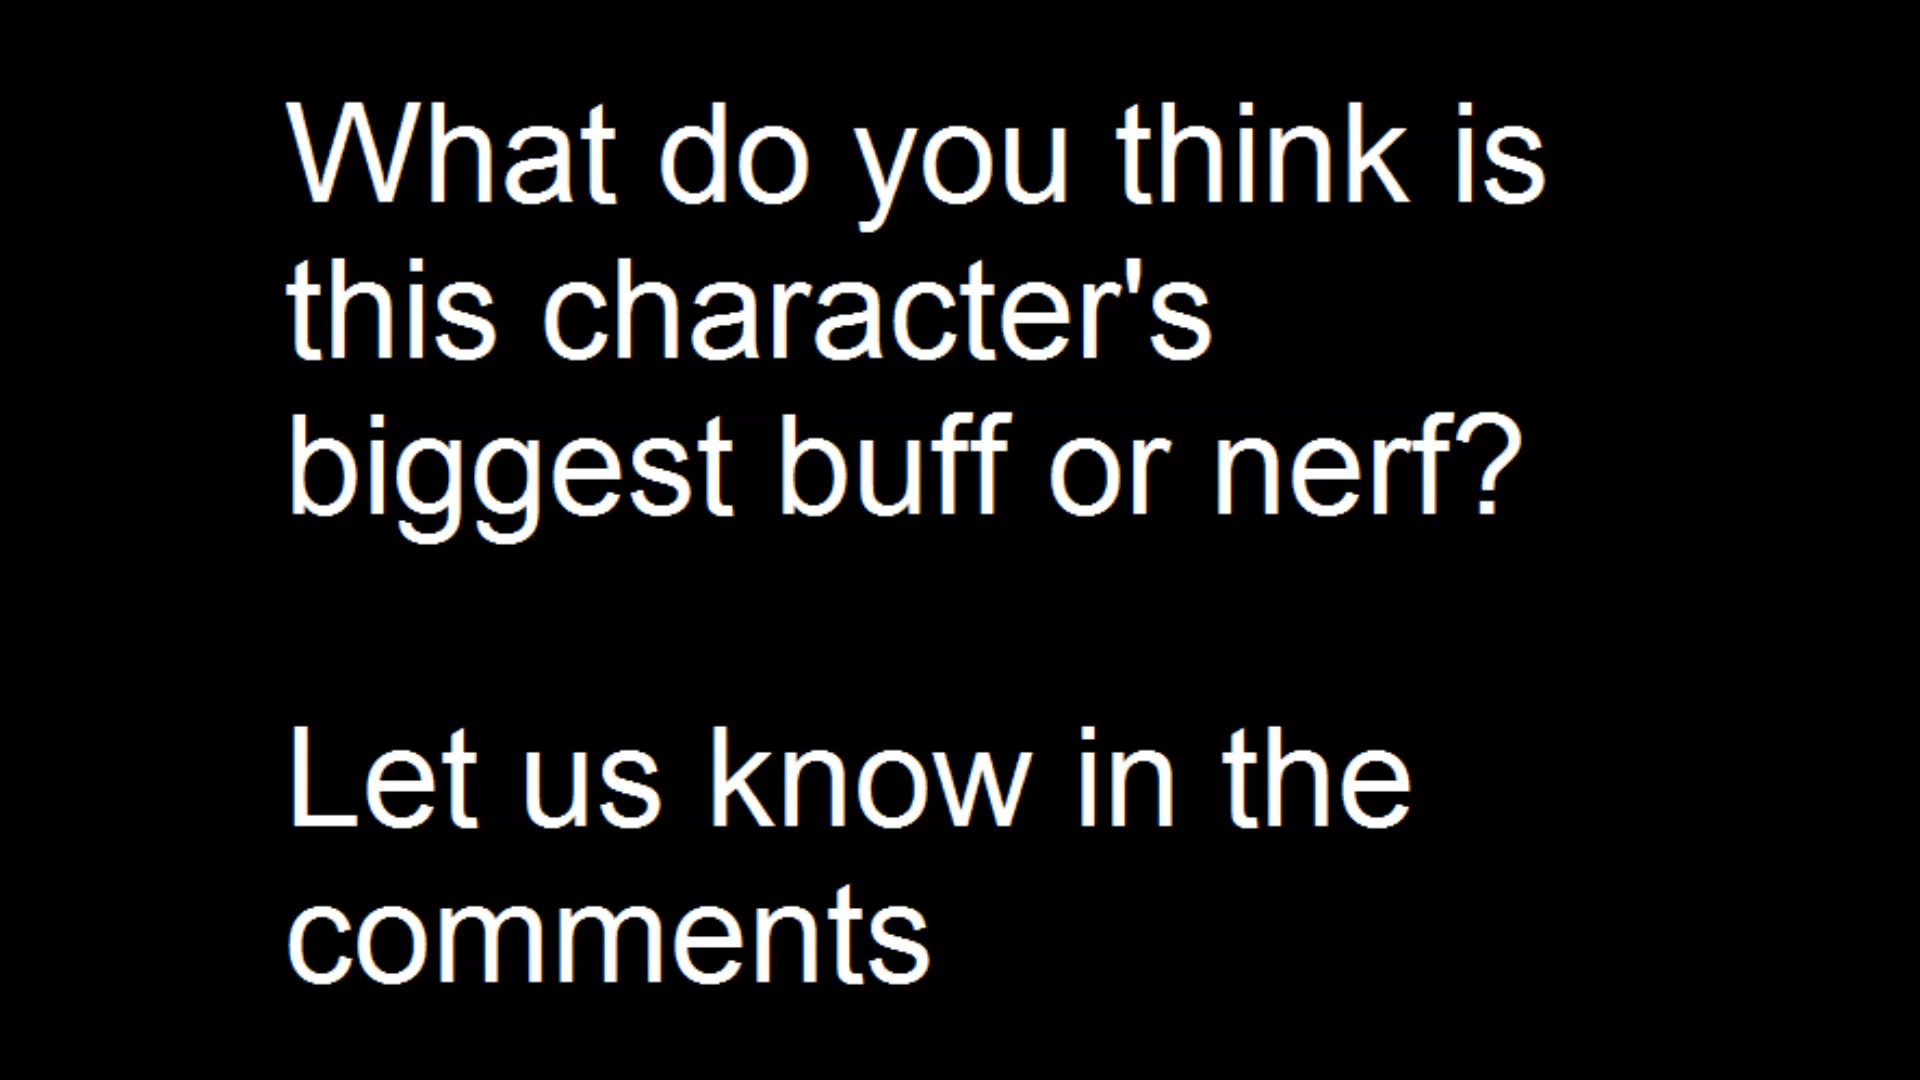 What do you think is
this character's
biggest buff or nerf?
Let us know in the
comments